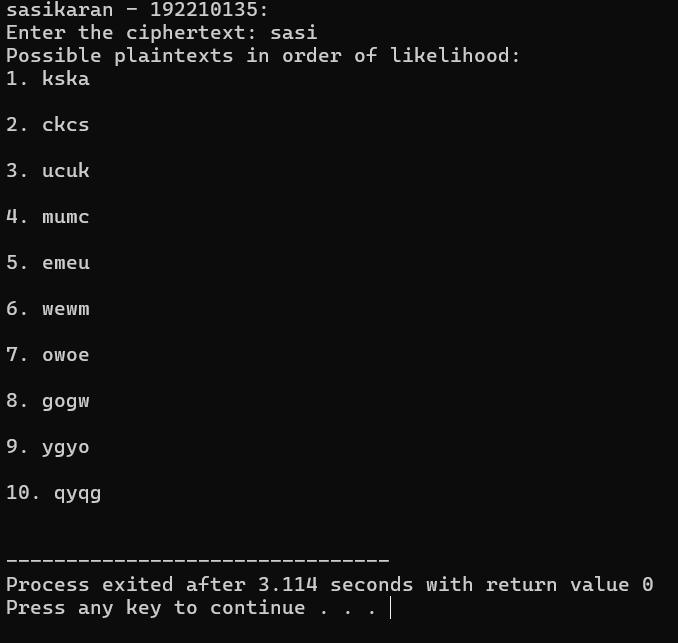 sasikaran - 192210135:
Enter the ciphertext: sasi
Possible plaintexts in order of likelihood:
1. kska
2. ckcs
3. ucuk
4. mumc
5. emeu
6. wewm
7. owoe
8. gogw
9. ygyo
10. qyqg
--------------------------------
Process exited after 3.114 seconds with return value 0
Press any key to continue . . .